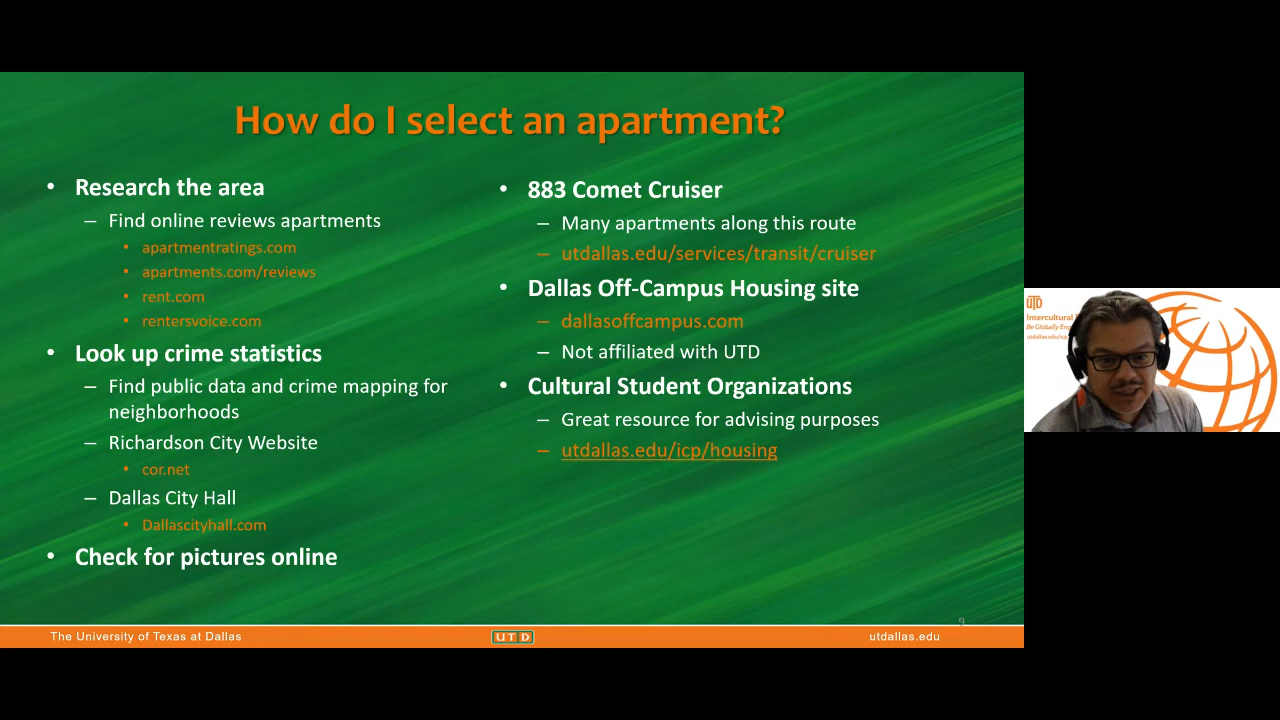 How do I select an apartment?
• Research the area
– Find online reviews apartments
• apartmentratings.com
• apartments.com/reviews
• rent.com
• rentersvoice.com
• Look up crime statistics
– Find public data and crime mapping for
neighborhoods
– Richardson City Website
• cor.net
– Dallas City Hall
• Dallascityhall.com
• Check for pictures online
• 883 Comet Cruiser
– Many apartments along this route
– utdallas.edu/services/transit/cruiser
• Dallas Off-Campus Housing site
– dallasoffcampus.com
– Not affiliated with UTD
• Cultural Student Organizations
– Great resource for advising purposes
– utdallas.edu/icp/housing
9
The University of Texas at Dallas
UTD
utdallas.edu
UTD
Intercultural
Be Globally
utdallas.edu/icp